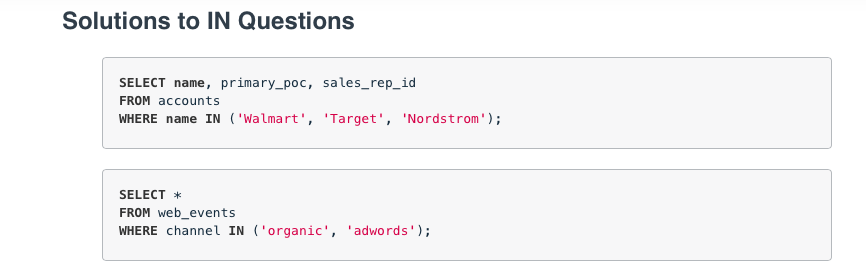 Solutions to IN Questions
SELECT name, primary_poc, sales_rep_id
FROM accounts
WHERE name IN ('Walmart', 'Target', 'Nordstrom');
SELECT *
FROM web_events
WHERE channel IN ('organic', 'adwords');